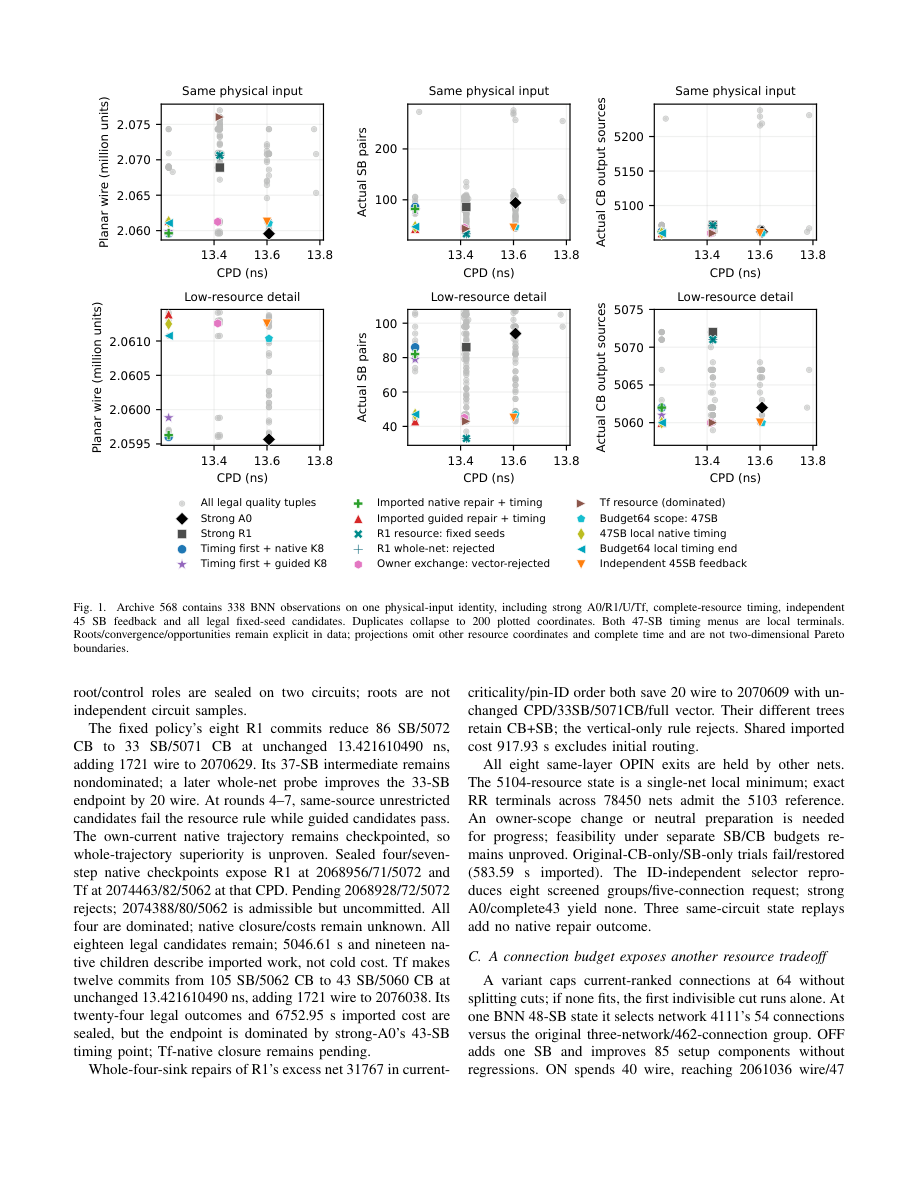 Same physical input
Same physical input
Same physical input
Planar wire (million units)
2.075
2.070
2.065
2.060
13.4
13.6
13.8
CPD (ns)
Actual SB pairs
200
100
13.4
13.6
13.8
CPD (ns)
Actual CB output sources
5200
5150
5100
13.4
13.6
13.8
CPD (ns)
Low-resource detail
Low-resource detail
Low-resource detail
Planar wire (million units)
2.0610
2.0605
2.0600
2.0595
13.4
13.6
13.8
CPD (ns)
Actual SB pairs
100
80
60
40
13.4
13.6
13.8
CPD (ns)
Actual CB output sources
5075
5070
5065
5060
13.4
13.6
13.8
CPD (ns)
All legal quality tuples
Strong A0
Strong R1
Timing first + native K8
Timing first + guided K8
Imported native repair + timing
Imported guided repair + timing
R1 resource: fixed seeds
R1 whole-net: rejected
Owner exchange: vector-rejected
Tf resource (dominated)
Budget64 scope: 47SB
47SB local native timing
Budget64 local timing end
Independent 45SB feedback
Fig. 1. Archive 568 contains 338 BNN observations on one physical-input identity, including strong A0/R1/U/Tf, complete-resource timing, independent
45 SB feedback and all legal fixed-seed candidates. Duplicates collapse to 200 plotted coordinates. Both 47-SB timing menus are local terminals.
Roots/convergence/opportunities remain explicit in data; projections omit other resource coordinates and complete time and are not two-dimensional Pareto
boundaries.
root/control roles are sealed on two circuits; roots are not
independent circuit samples.
The fixed policy's eight R1 commits reduce 86 SB/5072
CB to 33 SB/5071 CB at unchanged 13.421610490 ns,
adding 1721 wire to 2070629. Its 37-SB intermediate remains
nondominated; a later whole-net probe improves the 33-SB
endpoint by 20 wire. At rounds 4–7, same-source unrestricted
candidates fail the resource rule while guided candidates pass.
The own-current native trajectory remains checkpointed, so
whole-trajectory superiority is unproven. Sealed four/seven-
step native checkpoints expose R1 at 2068956/71/5072 and
Tf at 2074463/82/5062 at that CPD. Pending 2068928/72/5072
rejects; 2074388/80/5062 is admissible but uncommitted. All
four are dominated; native closure/costs remain unknown. All
eighteen legal candidates remain; 5046.61 s and nineteen na-
tive children describe imported work, not cold cost. Tf makes
twelve commits from 105 SB/5062 CB to 43 SB/5060 CB at
unchanged 13.421610490 ns, adding 1721 wire to 2076038. Its
twenty-four legal outcomes and 6752.95 s imported cost are
sealed, but the endpoint is dominated by strong-A0's 43-SB
timing point; Tf-native closure remains pending.
Whole-four-sink repairs of R1's excess net 31767 in current-
criticality/pin-ID order both save 20 wire to 2070609 with un-
changed CPD/33SB/5071CB/full vector. Their different trees
retain CB+SB; the vertical-only rule rejects. Shared imported
cost 917.93 s excludes initial routing.
All eight same-layer OPIN exits are held by other nets.
The 5104-resource state is a single-net local minimum; exact
RR terminals across 78450 nets admit the 5103 reference.
An owner-scope change or neutral preparation is needed
for progress; feasibility under separate SB/CB budgets re-
mains unproved. Original-CB-only/SB-only trials fail/restored
(583.59 s imported). The ID-independent selector repro-
duces eight screened groups/five-connection request; strong
A0/complete43 yield none. Three same-circuit state replays
add no native repair outcome.
C. A connection budget exposes another resource tradeoff
A variant caps current-ranked connections at 64 without
splitting cuts; if none fits, the first indivisible cut runs alone. At
one BNN 48-SB state it selects network 4111's 54 connections
versus the original three-network/462-connection group. OFF
adds one SB and improves 85 setup components without
regressions. ON spends 40 wire, reaching 2061036 wire/47